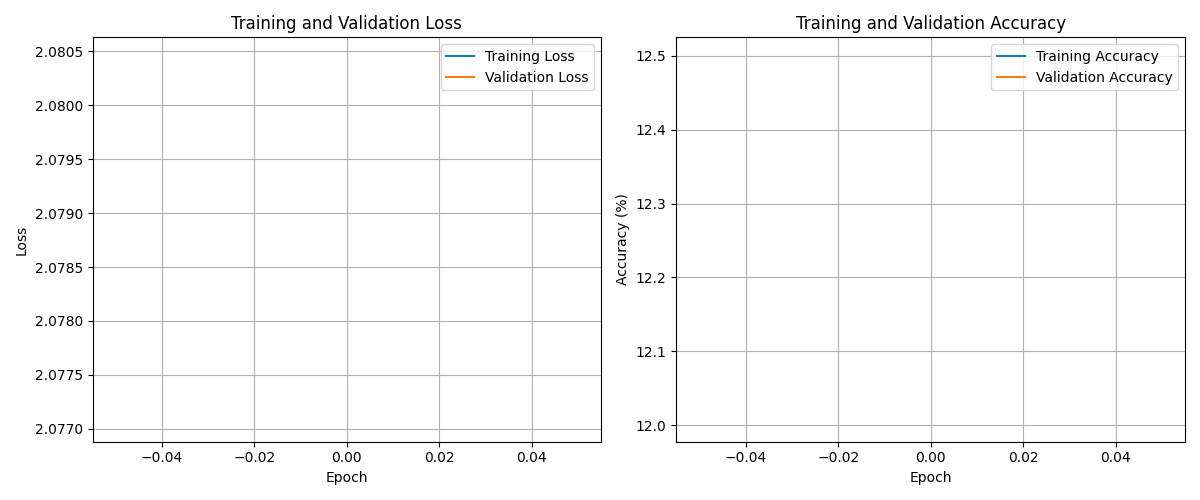 Training and Validation Loss
Training Loss
Validation Loss
2.0805
2.0800
2.0795
2.0790
2.0785
2.0780
2.0775
2.0770
Loss
−0.04
−0.02
0.00
0.02
0.04
Epoch
Training and Validation Accuracy
Training Accuracy
Validation Accuracy
12.5
12.4
12.3
12.2
12.1
12.0
Accuracy (%)
−0.04
−0.02
0.00
0.02
0.04
Epoch